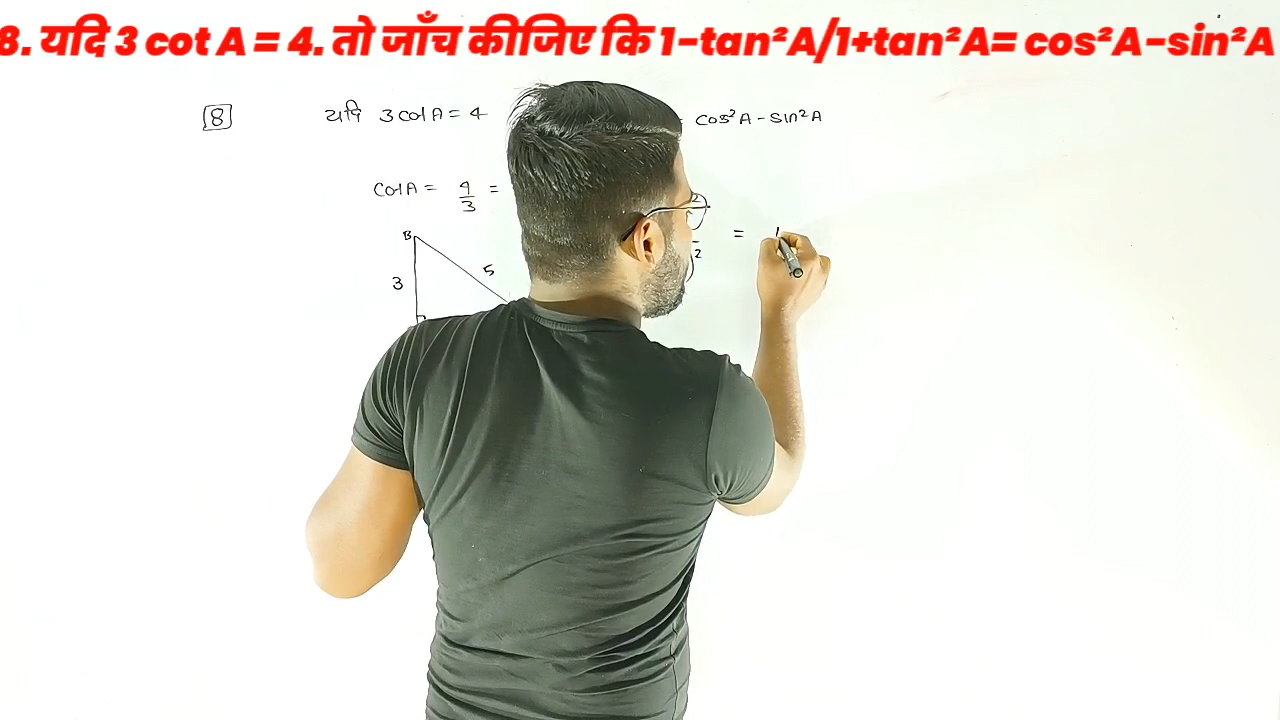 8. यदि 3 cot A = 4. तो जाँच कीजिए कि 1-tan²A/1+tan²A= cos²A-sin²A
8 यदि 3 cot A = 4 cos²A - sin²A
cot A = 4/3 =
B
3 5
2 =